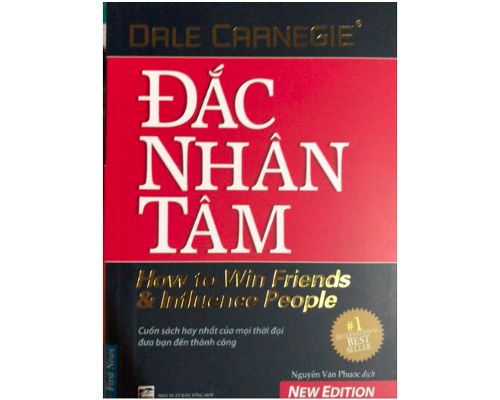 DALE CARNEGIE'S
ĐẮC
NHÂN
TÂM
How to Win Friends
& Influence People
Cuốn sách hay nhất của mọi thời đại
đưa bạn đến thành công
#1
INTERNATIONAL
BEST
SELLER
Nguyễn Văn Phước dịch
NEW EDITION
First News